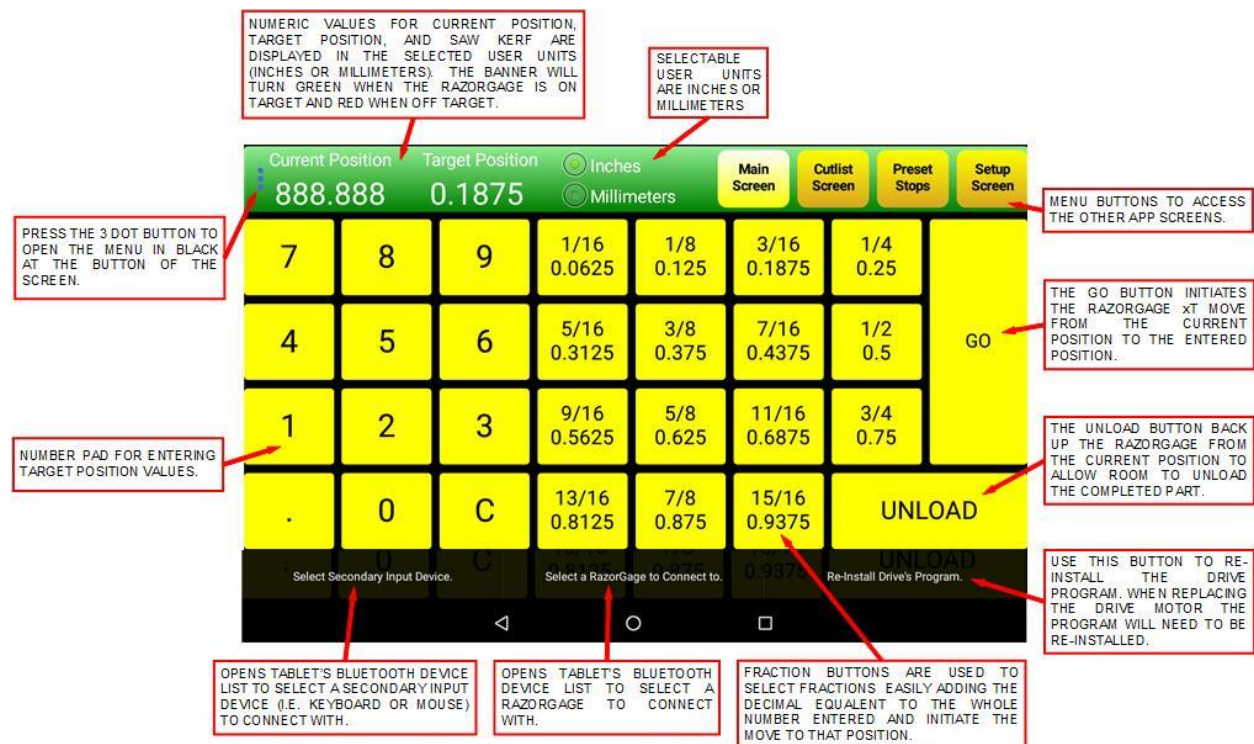 NUMERIC VALUES FOR CURRENT POSITION,
TARGET POSITION, AND SAW KERF ARE
DISPLAYED IN THE SELECTED USER UNITS
(INCHES OR MILLIMETERS). THE BANNER WILL
TURN GREEN WHEN THE RAZORGAGE IS ON
TARGET AND RED WHEN OFF TARGET.
SELECTABLE
USER UNITS
ARE INCHES OR
MILLIMETERS
Current Position
888.888
Target Position
0.1875
Inches
Millimeters
Main
Screen
Cutlist
Screen
Preset
Stops
Setup
Screen
MENU BUTTONS TO ACCESS
THE OTHER APP SCREENS.
PRESS THE 3 DOT BUTTON TO
OPEN THE MENU IN BLACK
AT THE BUTTON OF THE
SCREEN.
7
8
9
1/16
0.0625
1/8
0.125
3/16
0.1875
1/4
0.25
4
5
6
5/16
0.3125
3/8
0.375
7/16
0.4375
1/2
0.5
GO
THE GO BUTTON INITIATES
THE RAZORGAGE xT MOVE
FROM THE CURRENT
POSITION TO THE ENTERED
POSITION.
1
2
3
9/16
0.5625
5/8
0.625
11/16
0.6875
3/4
0.75
NUMBER PAD FOR ENTERING
TARGET POSITION VALUES.
THE UNLOAD BUTTON BACK
UP THE RAZORGAGE FROM
THE CURRENT POSITION TO
ALLOW ROOM TO UNLOAD
THE COMPLETED PART.
.
0
C
13/16
0.8125
7/8
0.875
15/16
0.9375
UNLOAD
Select Secondary Input Device.
Select a RazorGage to Connect to.
Re-Install Drive's Program.
USE THIS BUTTON TO RE-
INSTALL THE DRIVE
PROGRAM. WHEN REPLACING
THE DRIVE MOTOR THE
PROGRAM WILL NEED TO BE
RE-INSTALLED.
OPENS TABLET'S BLUETOOTH DEVICE
LIST TO SELECT A SECONDARY INPUT
DEVICE (I.E. KEYBOARD OR MOUSE)
TO CONNECT WITH.
OPENS TABLET'S BLUETOOTH
DEVICE LIST TO SELECT A
RAZORGAGE TO CONNECT
WITH.
FRACTION BUTTONS ARE USED TO
SELECT FRACTIONS EASILY ADDING THE
DECIMAL EQUALENT TO THE WHOLE
NUMBER ENTERED AND INITIATE THE
MOVE TO THAT POSITION.